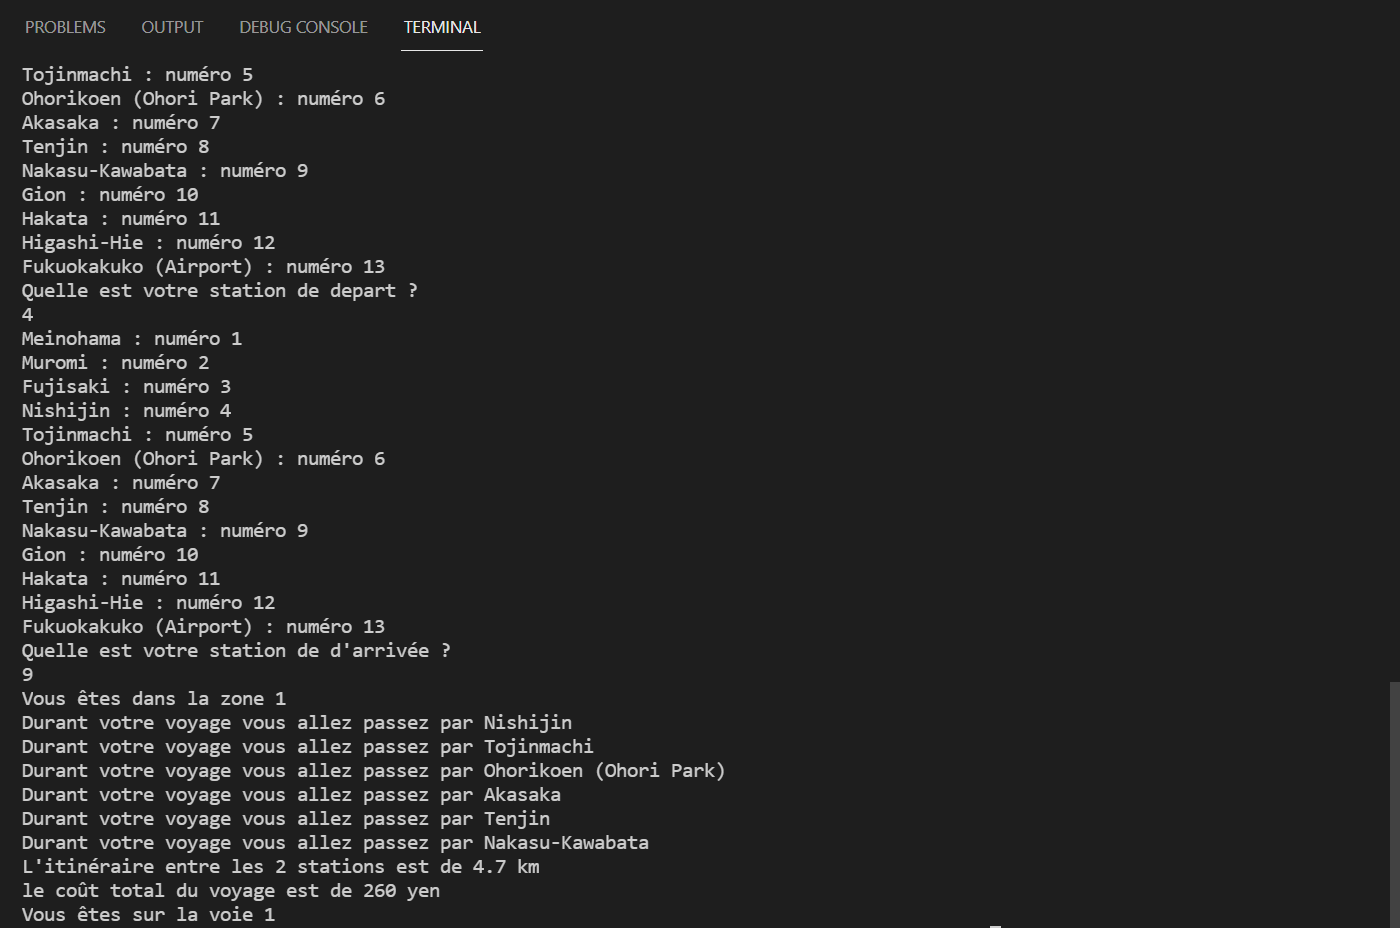 PROBLEMS OUTPUT DEBUG CONSOLE TERMINAL
Tojinmachi : numéro 5
Ohorikoen (Ohori Park) : numéro 6
Akasaka : numéro 7
Tenjin : numéro 8
Nakasu-Kawabata : numéro 9
Gion : numéro 10
Hakata : numéro 11
Higashi-Hie : numéro 12
Fukuokakuko (Airport) : numéro 13
Quelle est votre station de depart ?
4
Meinohama : numéro 1
Muromi : numéro 2
Fujisaki : numéro 3
Nishijin : numéro 4
Tojinmachi : numéro 5
Ohorikoen (Ohori Park) : numéro 6
Akasaka : numéro 7
Tenjin : numéro 8
Nakasu-Kawabata : numéro 9
Gion : numéro 10
Hakata : numéro 11
Higashi-Hie : numéro 12
Fukuokakuko (Airport) : numéro 13
Quelle est votre station de d'arrivée ?
9
Vous êtes dans la zone 1
Durant votre voyage vous allez passez par Nishijin
Durant votre voyage vous allez passez par Tojinmachi
Durant votre voyage vous allez passez par Ohorikoen (Ohori Park)
Durant votre voyage vous allez passez par Akasaka
Durant votre voyage vous allez passez par Tenjin
Durant votre voyage vous allez passez par Nakasu-Kawabata
L'itinéraire entre les 2 stations est de 4.7 km
le coût total du voyage est de 260 yen
Vous êtes sur la voie 1